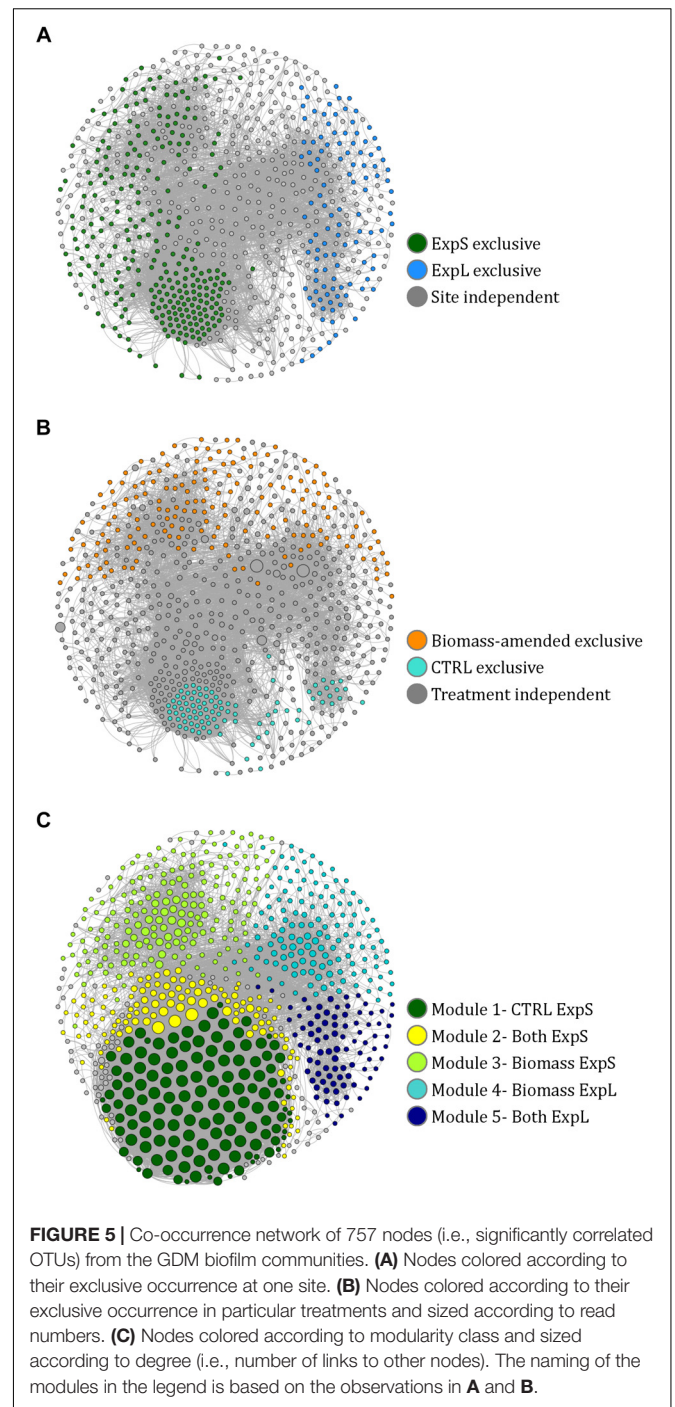 A
ExpS exclusive
ExpL exclusive
Site independent
B
Biomass-amended exclusive
CTRL exclusive
Treatment independent
C
Module 1- CTRL ExpS
Module 2- Both ExpS
Module 3- Biomass ExpS
Module 4- Biomass ExpL
Module 5- Both ExpL
FIGURE 5 | Co-occurrence network of 757 nodes (i.e., significantly correlated
OTUs) from the GDM biofilm communities. (A) Nodes colored according to
their exclusive occurrence at one site. (B) Nodes colored according to their
exclusive occurrence in particular treatments and sized according to read
numbers. (C) Nodes colored according to modularity class and sized
according to degree (i.e., number of links to other nodes). The naming of the
modules in the legend is based on the observations in A and B.